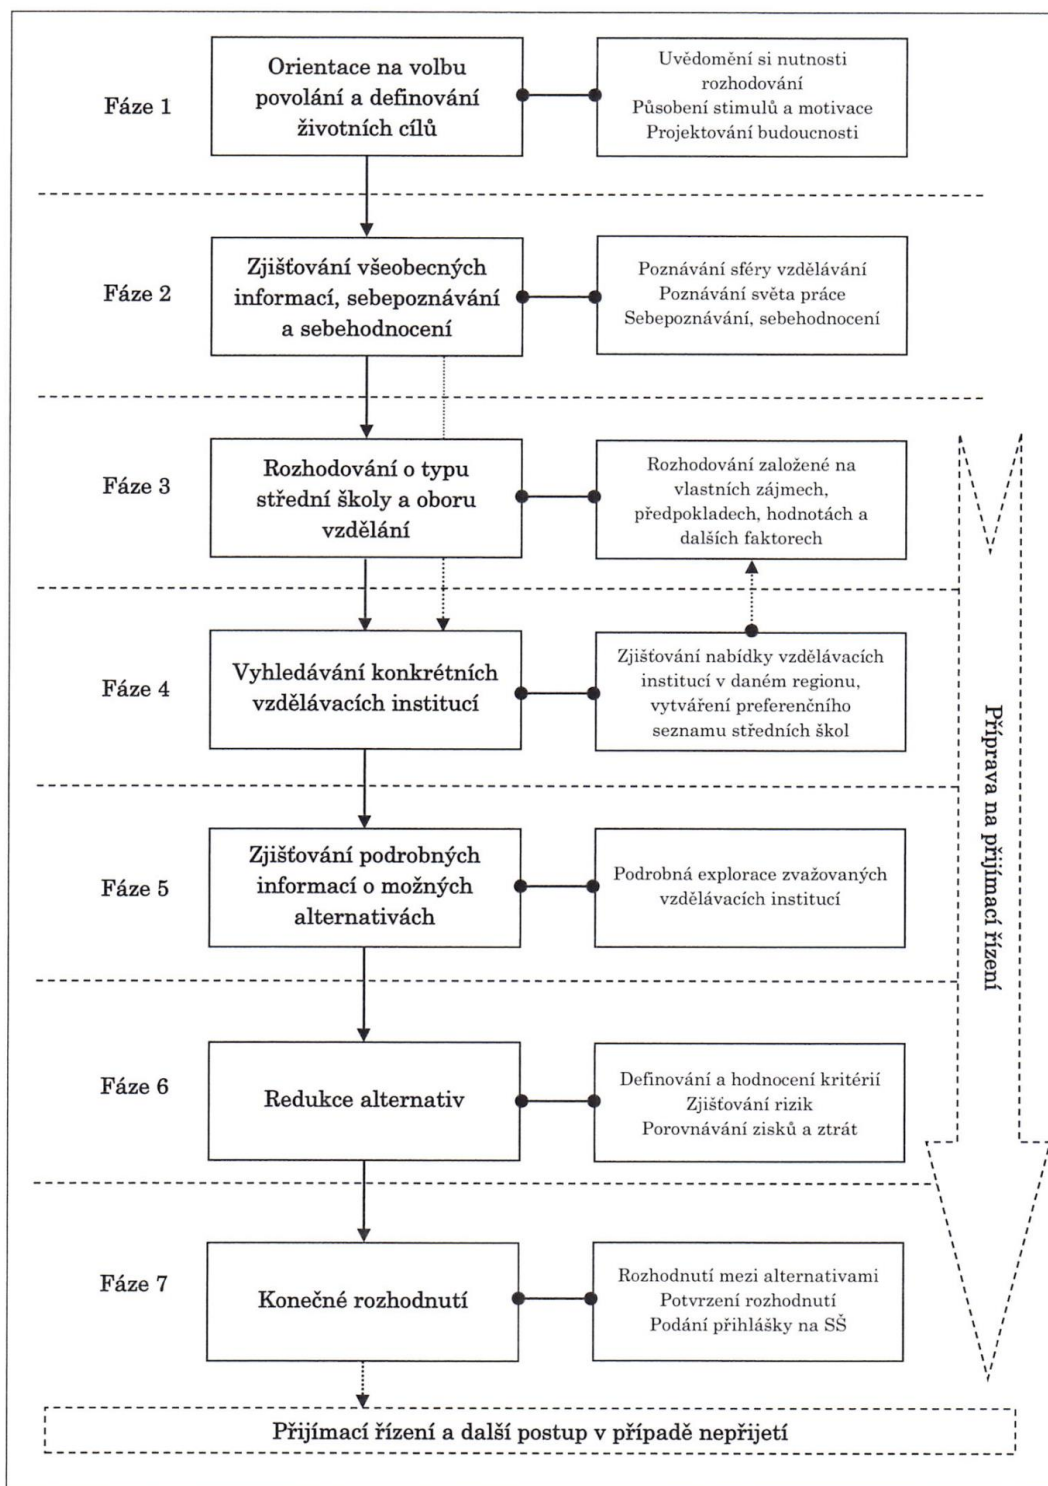 Fáze 1
Orientace na volbu
povolání a definování
životních cílů
Uvědomění si nutnosti
rozhodování
Působení stimulů a motivace
Projektování budoucnosti
Fáze 2
Zjišťování všeobecných
informací, sebepoznávání
a sebehodnocení
Poznávání sféry vzdělávání
Poznávání světa práce
Sebepoznávání, sebehodnocení
Fáze 3
Rozhodování o typu
střední školy a oboru
vzdělání
Rozhodování založené na
vlastních zájmech,
předpokladech, hodnotách a
dalších faktorech
Fáze 4
Vyhledávání konkrétních
vzdělávacích institucí
Zjišťování nabídky vzdělávacích
institucí v daném regionu,
vytváření preferenčního
seznamu středních škol
Fáze 5
Zjišťování podrobných
informací o možných
alternativách
Podrobná explorace zvažovaných
vzdělávacích institucí
Fáze 6
Redukce alternativ
Definování a hodnocení kritérií
Zjišťování rizik
Porovnávání zisků a ztrát
Fáze 7
Konečné rozhodnutí
Rozhodnutí mezi alternativami
Potvrzení rozhodnutí
Podání přihlášky na SŠ
Příprava na přijímací řízení
Přijímací řízení a další postup v případě nepřijetí